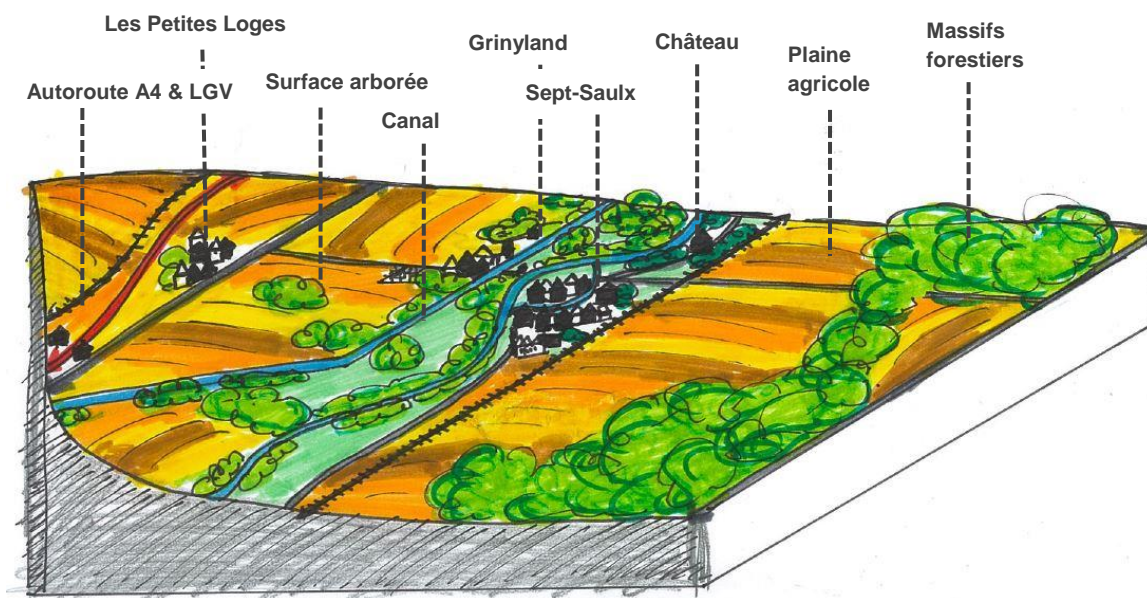 Les Petites Loges
Autoroute A4 & LGV
Surface arborée
Canal
Grinyland
Sept-Saulx
Château
Plaine
agricole
Massifs
forestiers